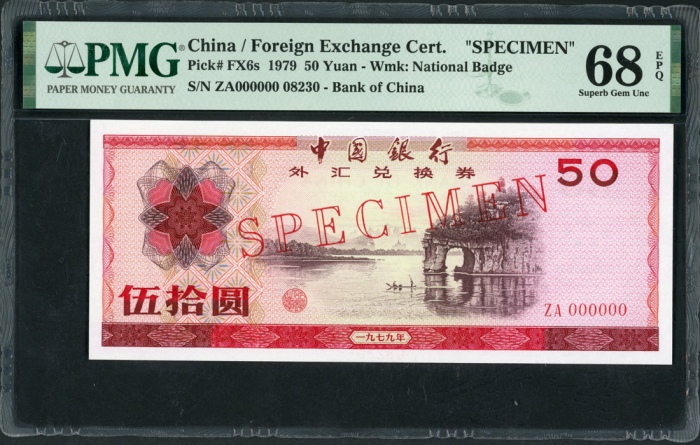 PMG
PAPER MONEY GUARANTY
China / Foreign Exchange Cert. "SPECIMEN"
Pick# FX6s 1979 50 Yuan - Wmk: National Badge
S/N ZA000000 08230 - Bank of China
68 EPQ
Superb Gem Unc
中國銀行
外汇兑换券
50
SPECIMEN
伍拾圆
ZA 000000
一九七九年